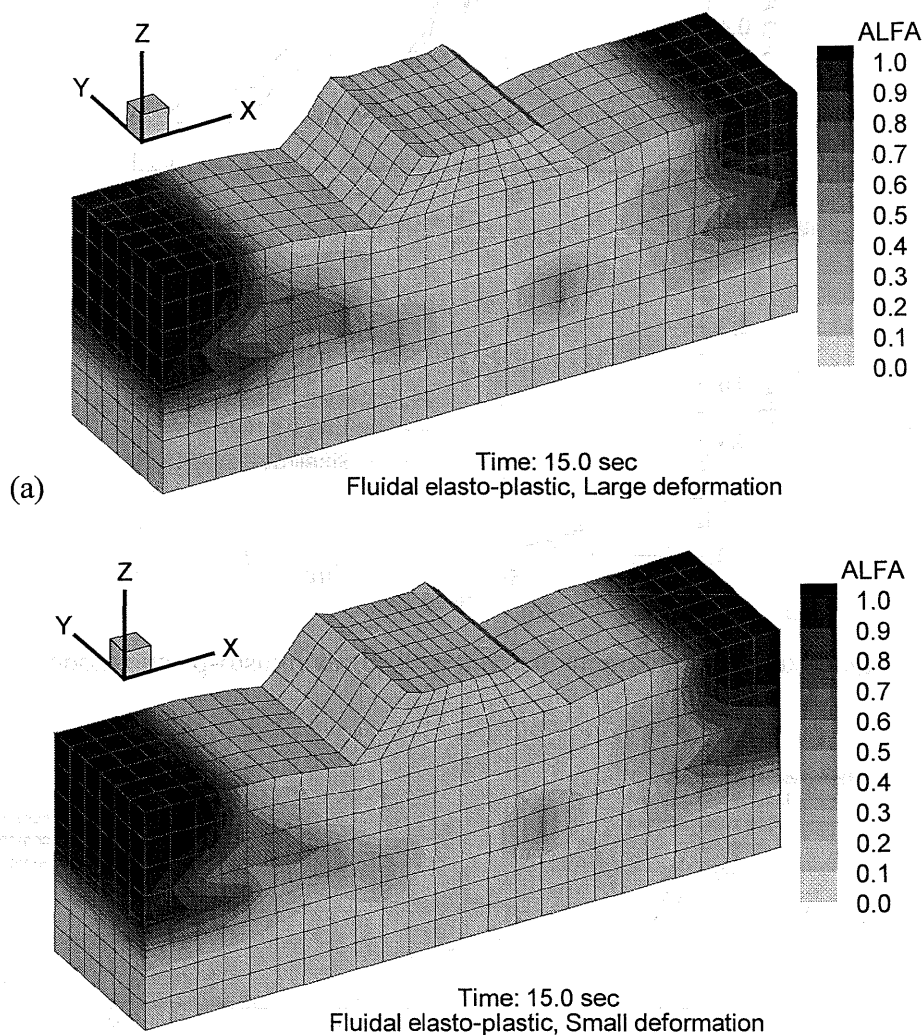 ALFA
Z
Y
X
1.0
0.9
0.8
0.7
0.6
0.5
0.4
0.3
0.2
0.1
0.0
Time: 15.0 sec
(a)
Fluidal elasto-plastic, Large deformation
ALFA
Z
Y
X
1.0
0.9
0.8
0.7
0.6
0.5
0.4
0.3
0.2
0.1
0.0
Time: 15.0 sec
Fluidal elasto-plastic, Small deformation